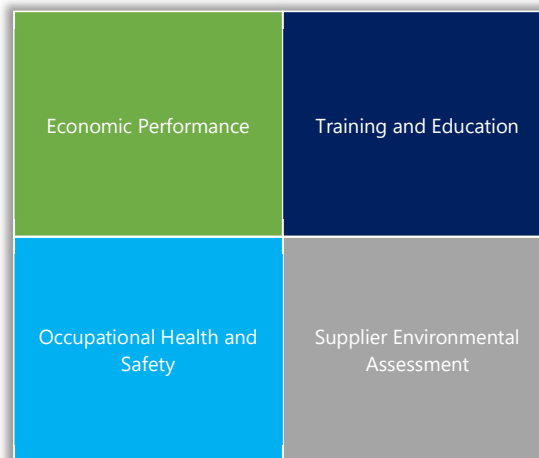 Economic Performance
Training and Education
Occupational Health and
Safety
Supplier Environmental
Assessment